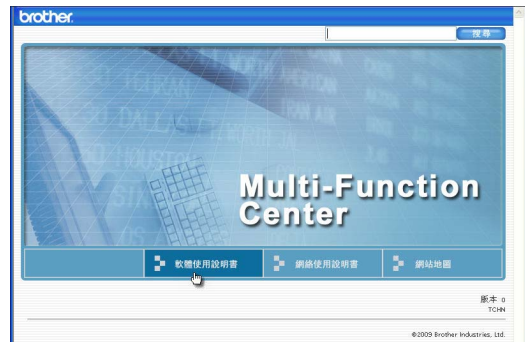 brother.
搜尋
Multi-Function
Center
軟體使用說明書
網絡使用說明書
網站地圖
版本 0
TCHN
©2009 Brother Industries, Ltd.